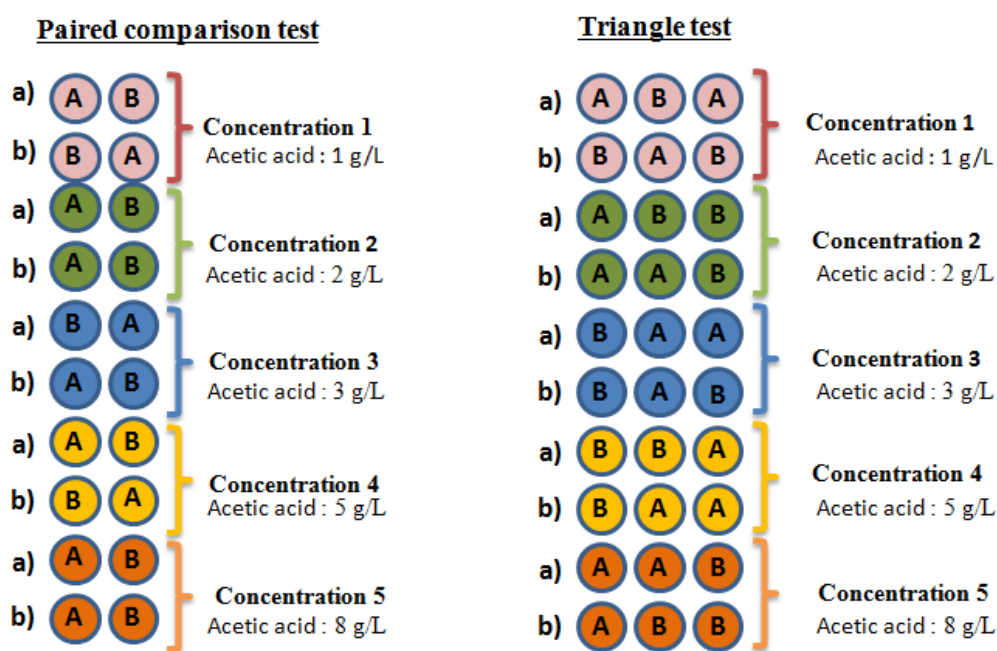 Paired comparison test
a) A B
Concentration 1
b) B A
Acetic acid : 1 g/L
a) A B
Concentration 2
b) A B
Acetic acid : 2 g/L
a) B A
Concentration 3
b) A B
Acetic acid : 3 g/L
a) A B
Concentration 4
b) B A
Acetic acid : 5 g/L
a) A B
Concentration 5
b) A B
Acetic acid : 8 g/L
Triangle test
a) A B A
Concentration 1
b) B A B
Acetic acid : 1 g/L
a) A B B
Concentration 2
b) A A B
Acetic acid : 2 g/L
a) B A A
Concentration 3
b) B A B
Acetic acid : 3 g/L
a) B B A
Concentration 4
b) B A A
Acetic acid : 5 g/L
a) A A B
Concentration 5
b) A B B
Acetic acid : 8 g/L